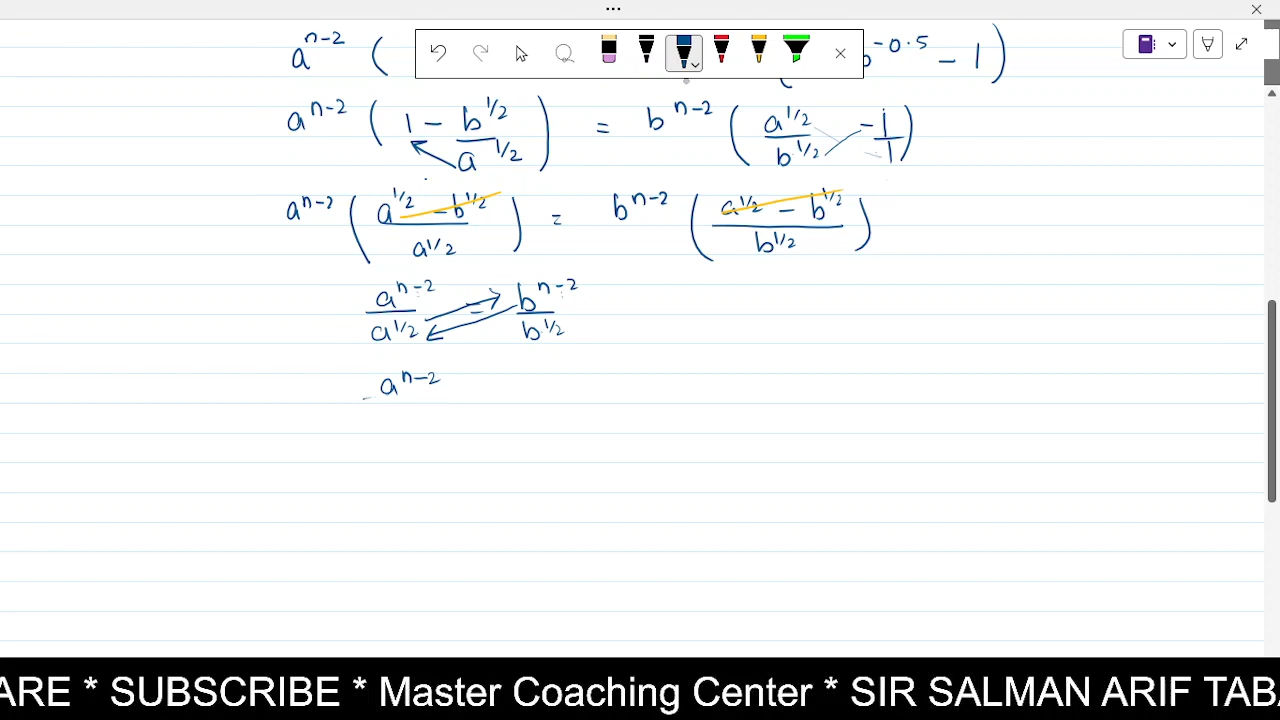 a^{n-2} ( b^{-0.5} - 1 )
a^{n-2} ( 1 - b^{1/2} / a^{1/2} ) = b^{n-2} ( a^{1/2} / b^{1/2} - 1 / 1 )
a^{n-2} ( a^{1/2} - b^{1/2} / a^{1/2} ) = b^{n-2} ( a^{1/2} - b^{1/2} / b^{1/2} )
a^{n-2} / a^{1/2} = b^{n-2} / b^{1/2}
a^{n-2}
ARE * SUBSCRIBE * Master Coaching Center * SIR SALMAN ARIF TABA